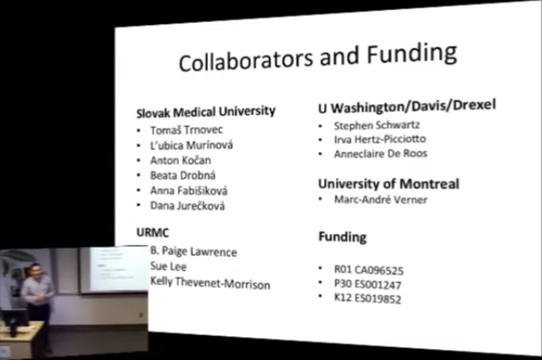 Collaborators and Funding
Slovak Medical University
• Tomaš Trnovec
• L'ubica Murínová
• Anton Kočan
• Beata Drobná
• Anna Fabišiková
• Dana Jurečková
URMC
B. Paige Lawrence
Sue Lee
Kelly Thevenet-Morrison
U Washington/Davis/Drexel
• Stephen Schwartz
• Irva Hertz-Picciotto
• Anneclaire De Roos
University of Montreal
• Marc-André Verner
Funding
• R01 CA096525
• P30 ES001247
• K12 ES019852